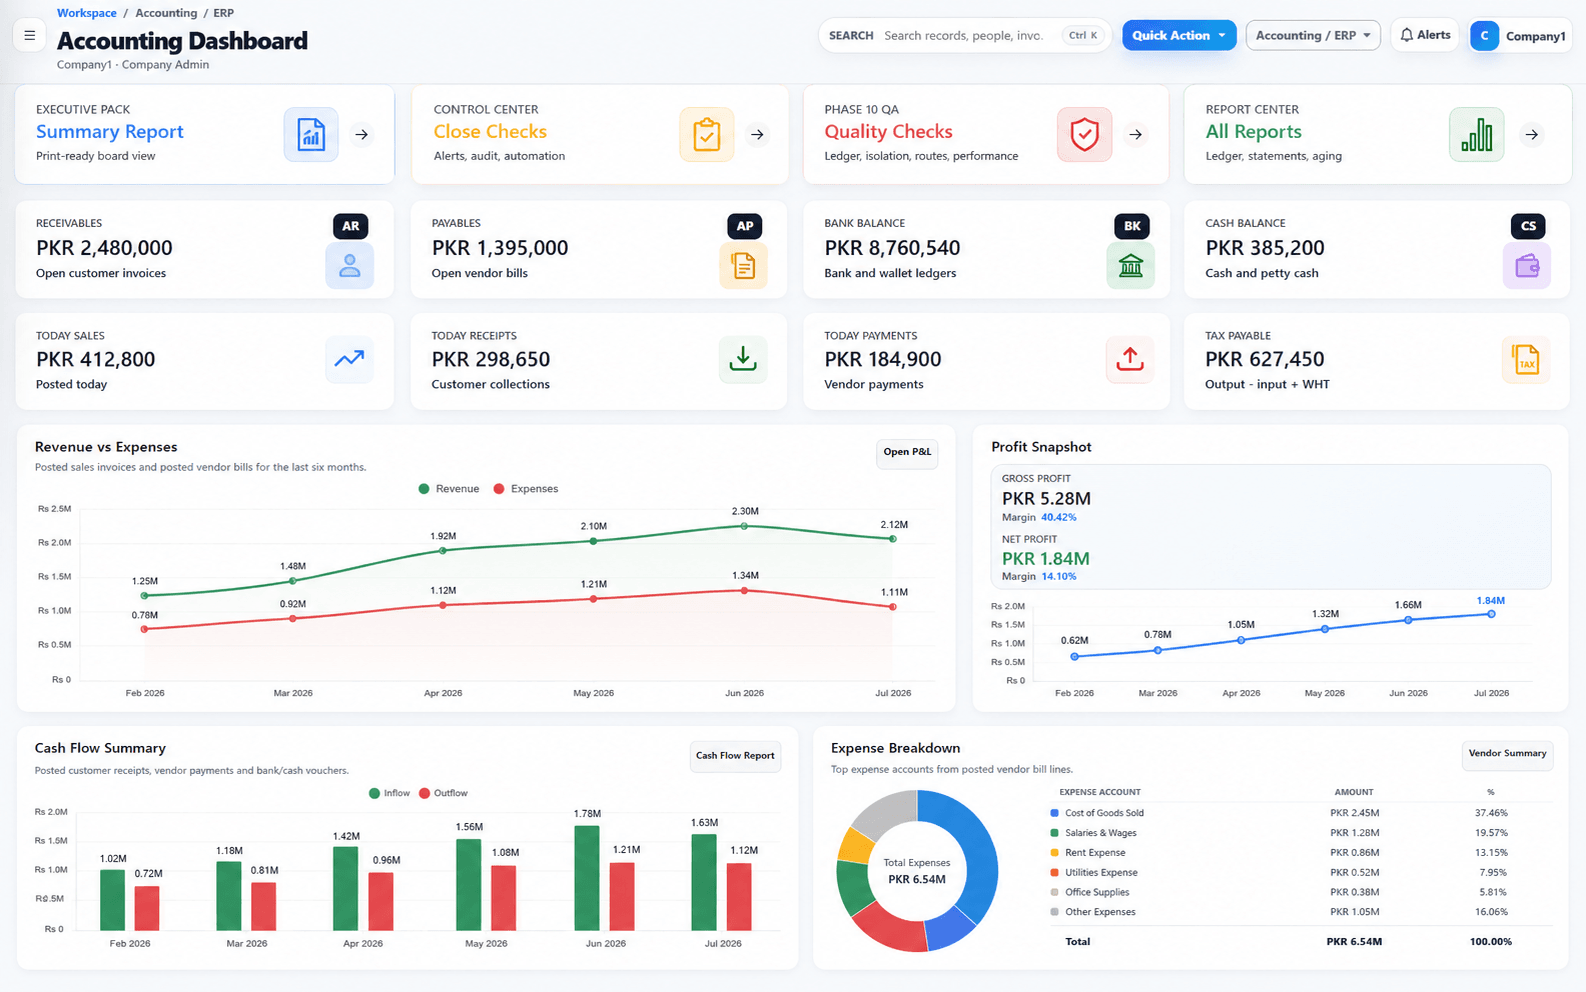 Workspace / Accounting / ERP
Accounting Dashboard
Company1 · Company Admin
SEARCH Search records, people, invo. Ctrl K
Quick Action
Accounting / ERP
Alerts
C Company1
EXECUTIVE PACK
Summary Report
Print-ready board view
CONTROL CENTER
Close Checks
Alerts, audit, automation
PHASE 10 QA
Quality Checks
Ledger, isolation, routes, performance
REPORT CENTER
All Reports
Ledger, statements, aging
RECEIVABLES
AR
PKR 2,480,000
Open customer invoices
PAYABLES
AP
PKR 1,395,000
Open vendor bills
BANK BALANCE
BK
PKR 8,760,540
Bank and wallet ledgers
CASH BALANCE
CS
PKR 385,200
Cash and petty cash
TODAY SALES
PKR 412,800
Posted today
TODAY RECEIPTS
PKR 298,650
Customer collections
TODAY PAYMENTS
PKR 184,900
Vendor payments
TAX PAYABLE
PKR 627,450
Output - input + WHT
TAX
Revenue vs Expenses
Posted sales invoices and posted vendor bills for the last six months.
Open P&L
Revenue Expenses
Rs 2.5M
Rs 2.0M
Rs 1.5M
Rs 1.0M
Rs 0.5M
Rs 0
1.25M
1.48M
1.92M
2.10M
2.30M
2.12M
0.78M
0.92M
1.12M
1.21M
1.34M
1.11M
Feb 2026 Mar 2026 Apr 2026 May 2026 Jun 2026 Jul 2026
Profit Snapshot
GROSS PROFIT
PKR 5.28M
Margin 40.42%
NET PROFIT
PKR 1.84M
Margin 14.10%
Rs 2.0M
Rs 1.5M
Rs 1.0M
Rs 0.5M
Rs 0
0.62M
0.78M
1.05M
1.32M
1.66M
1.84M
Feb 2026 Mar 2026 Apr 2026 May 2026 Jun 2026 Jul 2026
Cash Flow Summary
Posted customer receipts, vendor payments and bank/cash vouchers.
Cash Flow Report
Inflow Outflow
Rs 2.0M
Rs 1.5M
Rs 1.0M
Rs 0
1.02M 0.72M
1.18M 0.81M
1.42M 0.96M
1.56M 1.08M
1.78M 1.21M
1.63M 1.12M
Feb 2026 Mar 2026 Apr 2026 May 2026 Jun 2026 Jul 2026
Expense Breakdown
Top expense accounts from posted vendor bill lines.
Vendor Summary
Total Expenses
PKR 6.54M
EXPENSE ACCOUNT AMOUNT %
Cost of Goods Sold PKR 2.45M 37.46%
Salaries & Wages PKR 1.28M 19.57%
Rent Expense PKR 0.86M 13.15%
Utilities Expense PKR 0.52M 7.95%
Office Supplies PKR 0.38M 5.81%
Other Expenses PKR 1.05M 16.06%
Total PKR 6.54M 100.00%